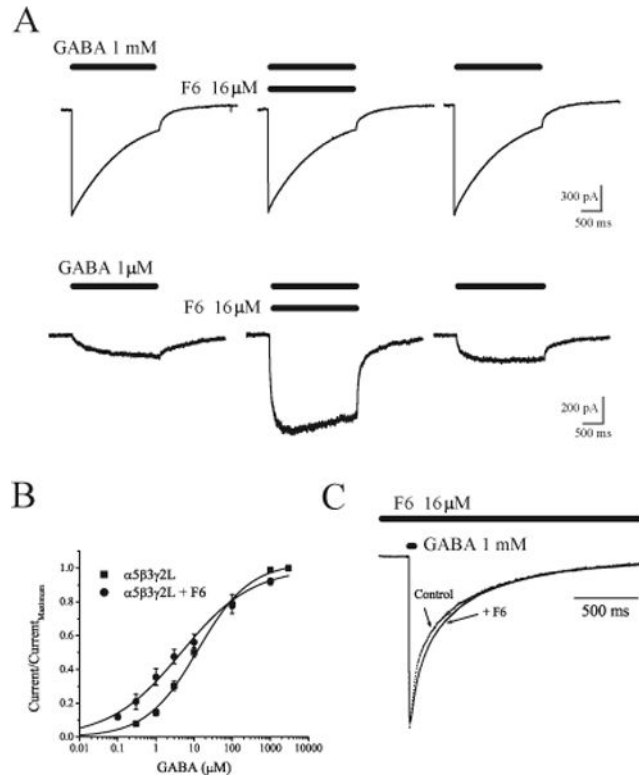 A
GABA 1 mM
F6 16μM
300 pA
500 ms
GABA 1μM
F6 16μM
200 pA
500 ms
B
α5β3γ2L
α5β3γ2L + F6
Current/CurrentMaximum
1.0
0.8
0.6
0.4
0.2
0.0
0.01 0.1 1 10 100 1000 10000
GABA (μM)
C
F6 16μM
GABA 1 mM
Control
+ F6
500 ms